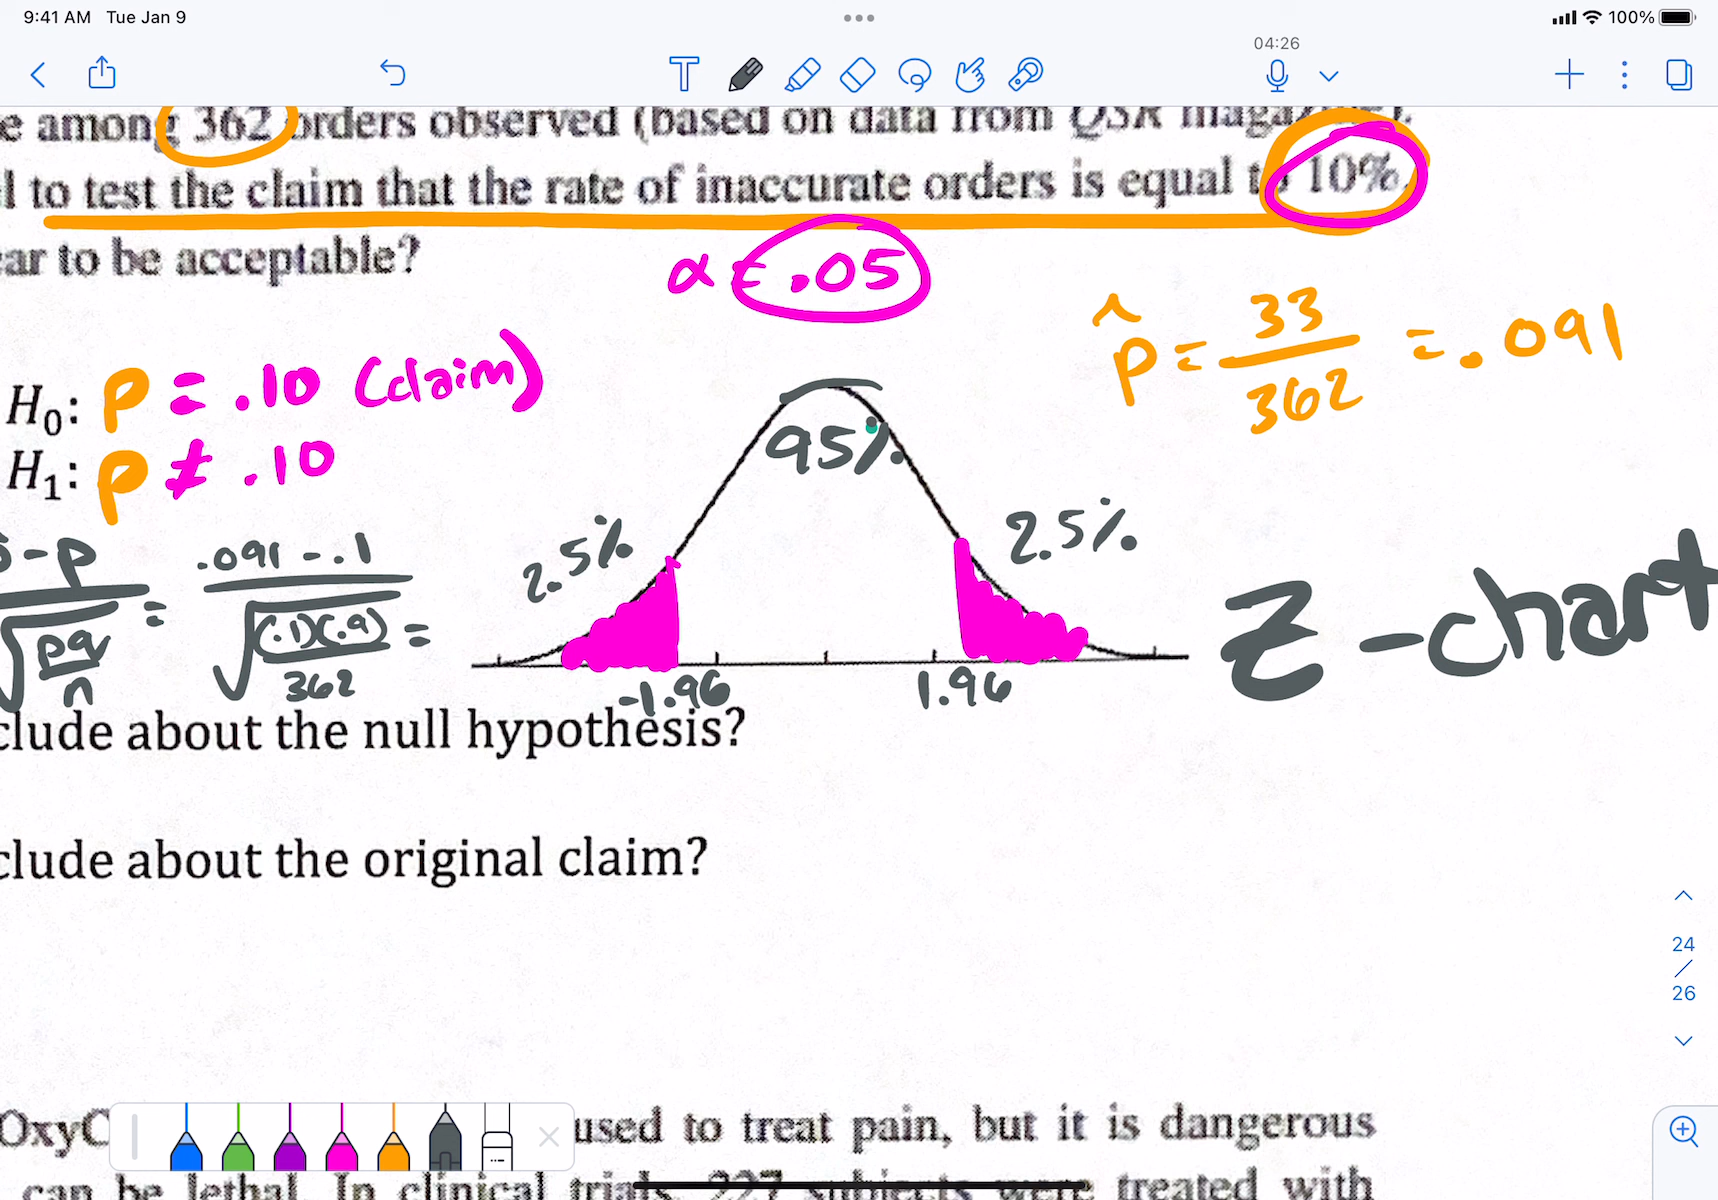 9:41 AM Tue Jan 9
100%
04:26
e among 362 orders observed (based on data from QSR
to test the claim that the rate of inaccurate orders is equal to 10%.
ar to be acceptable?
α = .05
p̂ = 33/362 = .091
H₀: p = .10 (claim)
H₁: p ≠ .10
95%
2.5%
2.5%
-p
√pq/n
=
.091 - .1
√(.1)(.9)/362
=
-1.96
1.96
Z-chart
clude about the null hypothesis?
clude about the original claim?
24
/
26
OxyC used to treat pain, but it is dangerous
can be lethal. In clinical trials, 227 subjects were treated with